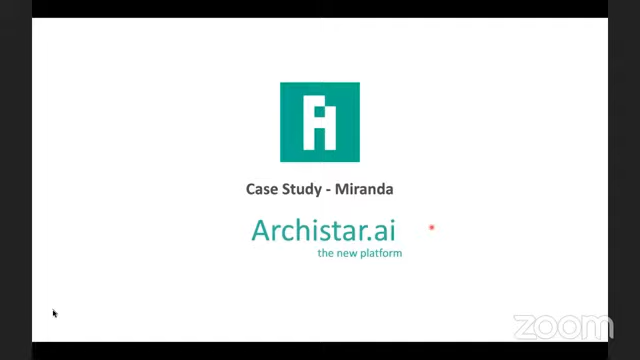 Case Study - Miranda
Archistar.ai
the new platform
zoom